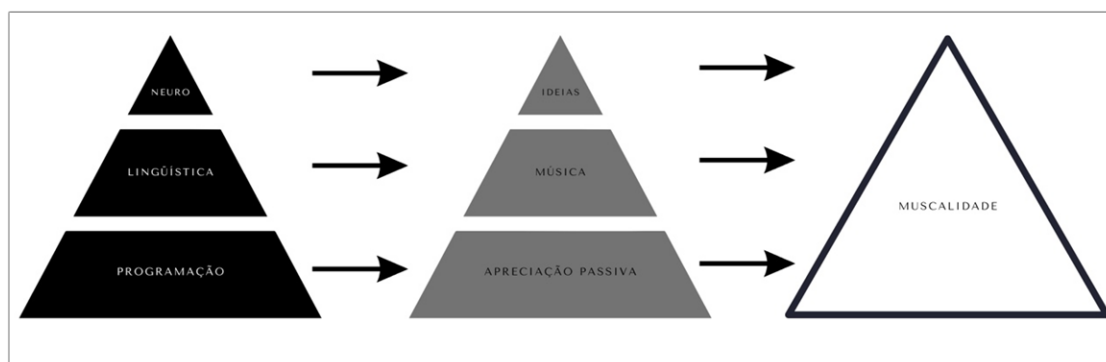 NEURO
IDEIAS
LINGÜÍSTICA
MÚSICA
MUSCALIDADE
PROGRAMAÇÃO
APRECIAÇÃO PASSIVA